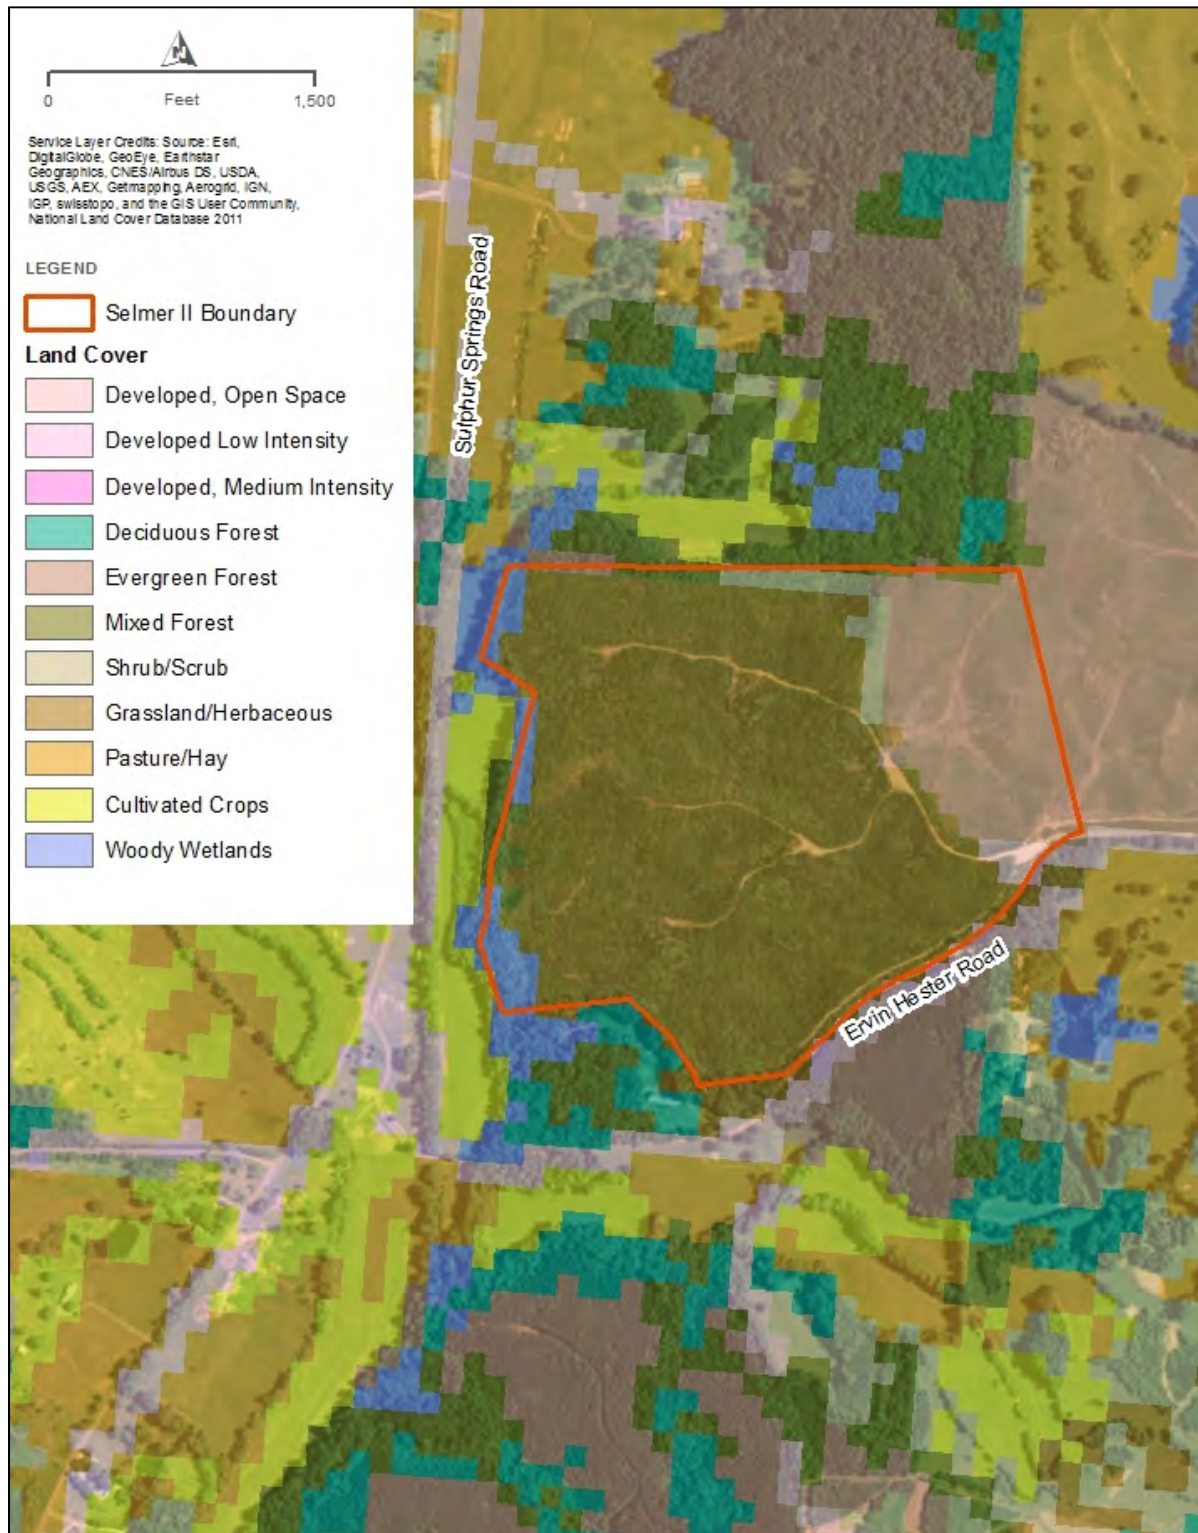 N
0 Feet 1,500
Service Layer Credits: Source: Esri,
DigitalGlobe, GeoEye, Earthstar
Geographics, CNES/Airbus DS, USDA,
USGS, AEX, Getmapping, Aerogrid, IGN,
IGP, swisstopo, and the GIS User Community,
National Land Cover Database 2011
LEGEND
Selmer II Boundary
Land Cover
Developed, Open Space
Developed Low Intensity
Developed, Medium Intensity
Deciduous Forest
Evergreen Forest
Mixed Forest
Shrub/Scrub
Grassland/Herbaceous
Pasture/Hay
Cultivated Crops
Woody Wetlands
Sulphur Springs Road
Ervin Hester Road